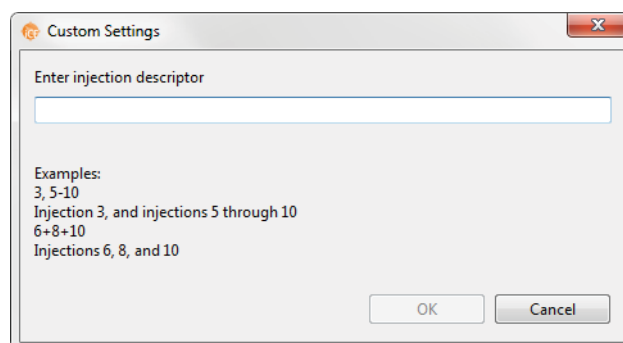 Custom Settings
Enter injection descriptor
Examples:
3, 5-10
Injection 3, and injections 5 through 10
6+8+10
Injections 6, 8, and 10
OK
Cancel